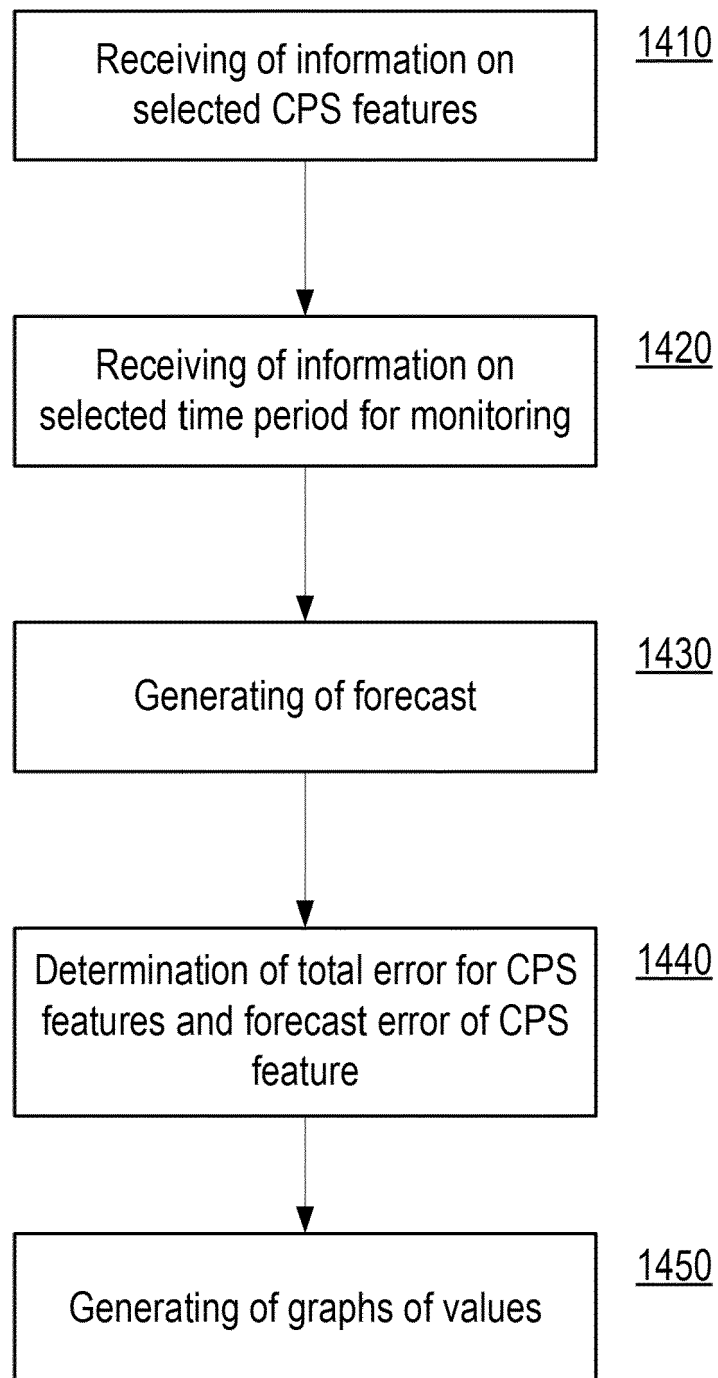 Receiving of information on
selected CPS features
1410
Receiving of information on
selected time period for monitoring
1420
Generating of forecast
1430
Determination of total error for CPS
features and forecast error of CPS
feature
1440
Generating of graphs of values
1450